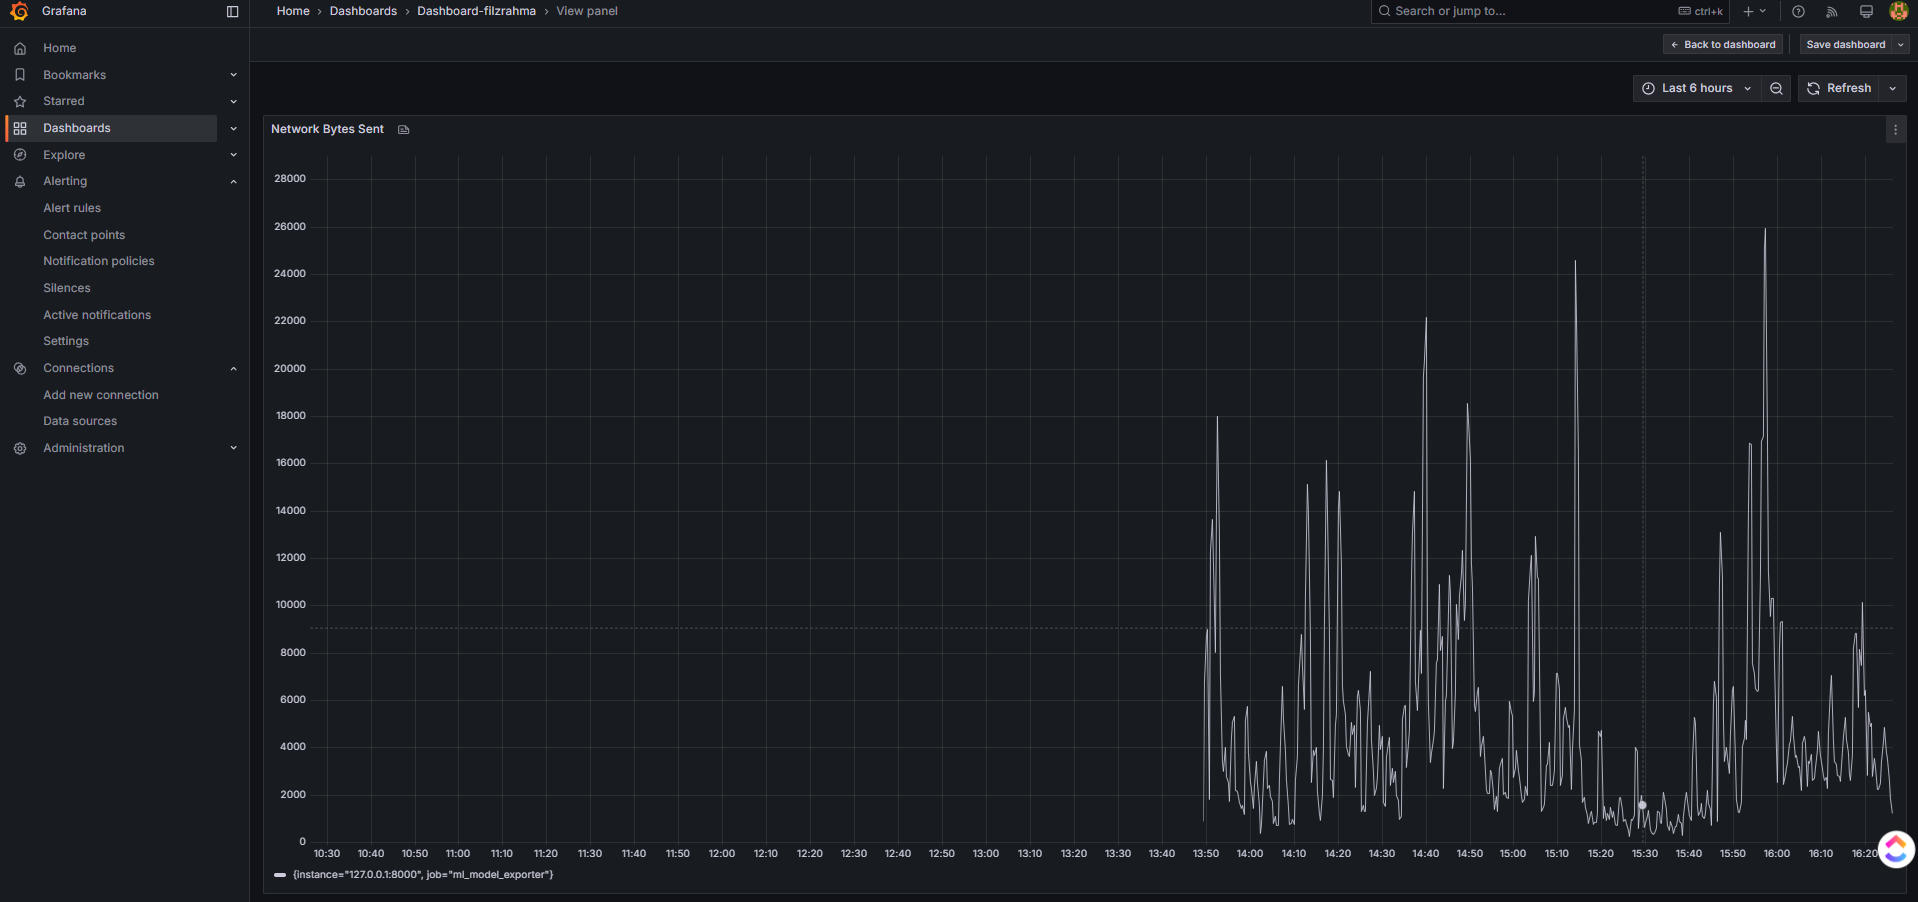 Grafana
Home › Dashboards › Dashboard-filzrahma › View panel
Search or jump to...
ctrl+k
Back to dashboard
Save dashboard
Home
Bookmarks
Starred
Dashboards
Explore
Alerting
Alert rules
Contact points
Notification policies
Silences
Active notifications
Settings
Connections
Add new connection
Data sources
Administration
Last 6 hours
Refresh
Network Bytes Sent
28000
26000
24000
22000
20000
18000
16000
14000
12000
10000
8000
6000
4000
2000
0
10:30 10:40 10:50 11:00 11:10 11:20 11:30 11:40 11:50 12:00 12:10 12:20 12:30 12:40 12:50 13:00 13:10 13:20 13:30 13:40 13:50 14:00 14:10 14:20 14:30 14:40 14:50 15:00 15:10 15:20 15:30 15:40 15:50 16:00 16:10 16:20
{instance="127.0.0.1:8000", job="ml_model_exporter"}